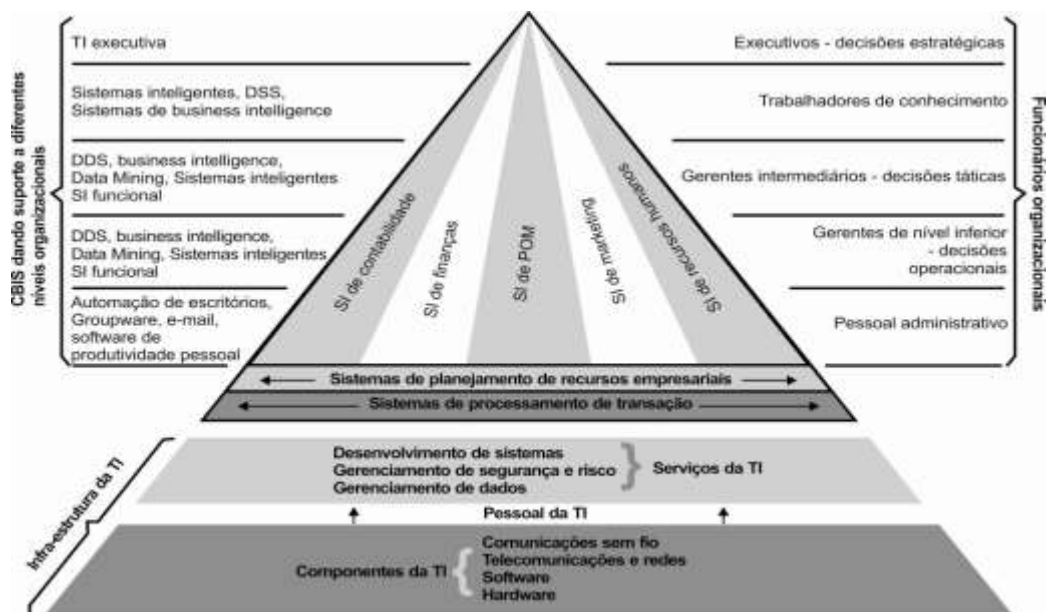 TI executiva
Sistemas inteligentes, DSS,
Sistemas de business intelligence
DDS, business intelligence,
Data Mining, Sistemas inteligentes
SI funcional
DDS, business intelligence,
Data Mining, Sistemas inteligentes
SI funcional
Automação de escritórios,
Groupware, e-mail,
software de
produtividade pessoal
CBIS dando suporte a diferentes
níveis organizacionais
SI de contabilidade
SI de finanças
SI de POM
SI de marketing
SI de recursos humanos
Executivos - decisões estratégicas
Trabalhadores de conhecimento
Gerentes intermediários - decisões táticas
Gerentes de nível inferior
- decisões
operacionais
Pessoal administrativo
Funcionários organizacionais
Sistemas de planejamento de recursos empresariais
Sistemas de processamento de transação
Infra-estrutura da TI
Desenvolvimento de sistemas
Gerenciamento de segurança e risco
Gerenciamento de dados
Serviços da TI
Pessoal da TI
Componentes da TI
Comunicações sem fio
Telecomunicações e redes
Software
Hardware